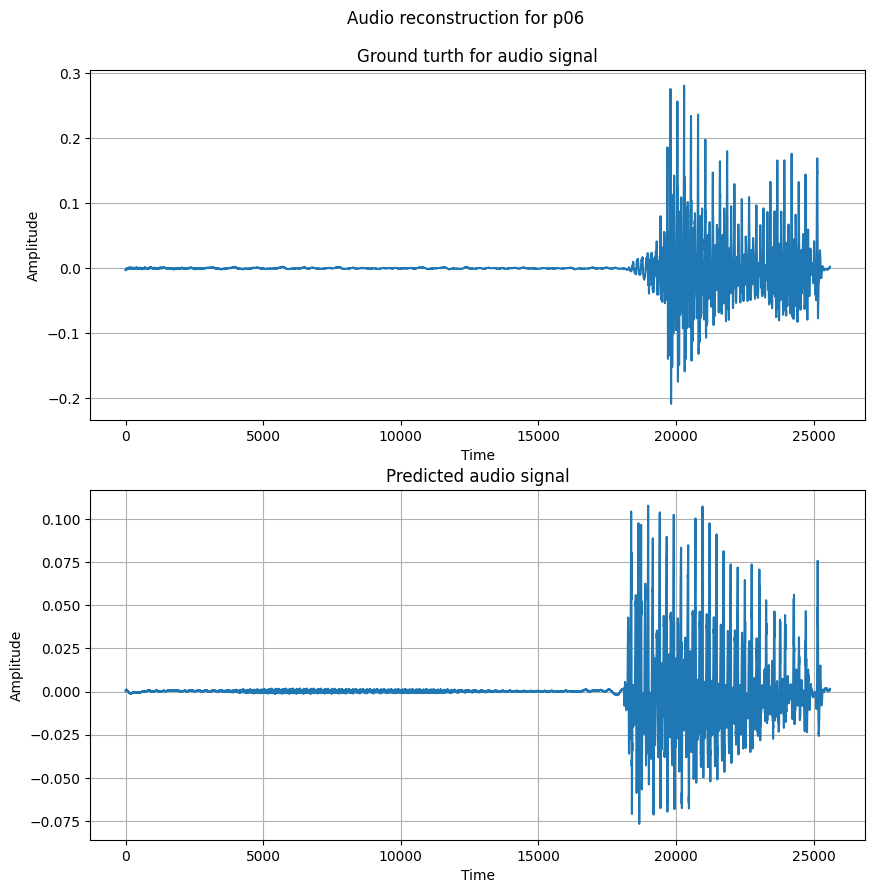 Audio reconstruction for p06
Ground turth for audio signal
0.3
0.2
0.1
0.0
−0.1
−0.2
Amplitude
0 5000 10000 15000 20000 25000
Time
Predicted audio signal
0.100
0.075
0.050
0.025
0.000
−0.025
−0.050
−0.075
Amplitude
0 5000 10000 15000 20000 25000
Time